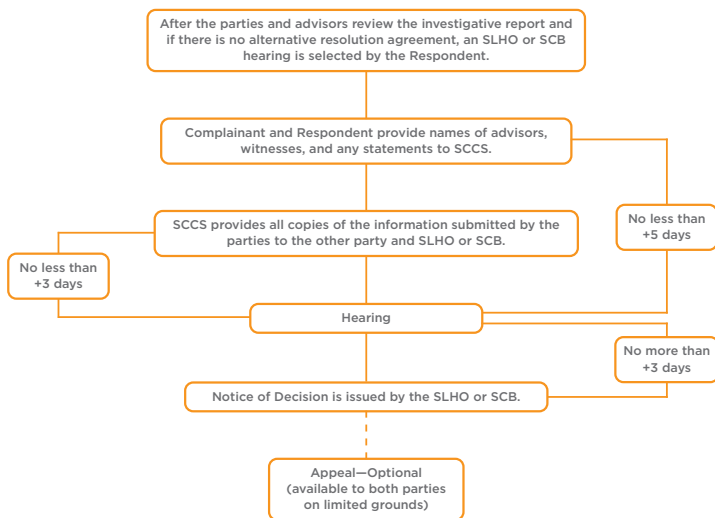 After the parties and advisors review the investigative report and
if there is no alternative resolution agreement, an SLHO or SCB
hearing is selected by the Respondent.
Complainant and Respondent provide names of advisors,
witnesses, and any statements to SCCS.
No less than
+5 days
SCCS provides all copies of the information submitted by the
parties to the other party and SLHO or SCB.
No less than
+3 days
Hearing
No more than
+3 days
Notice of Decision is issued by the SLHO or SCB.
Appeal—Optional
(available to both parties
on limited grounds)